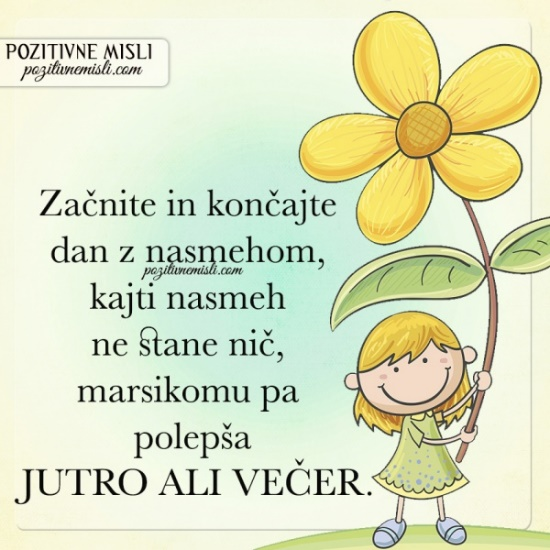 POZITIVNE MISLI
pozitivnemisli.com
Začnite in končajte
dan z nasmehom,
pozitivnemisli.com
kajti nasmeh
ne stane nič,
marsikomu pa
polepša
JUTRO ALI VEČER.